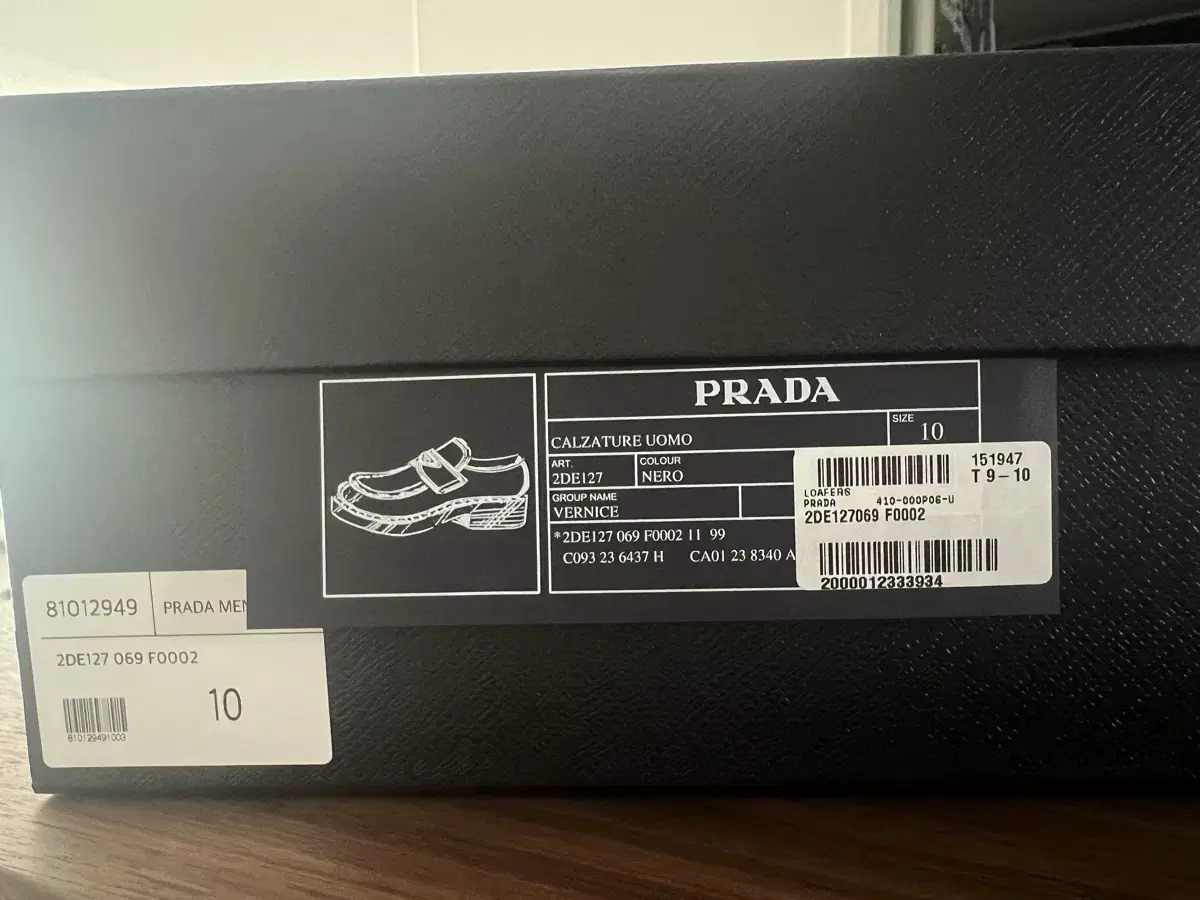 PRADA
CALZATURE UOMO
SIZE
10
ART.
2DE127
COLOUR
NERO
GROUP NAME
VERNICE
*2DE127 069 F0002 11 99
C093 23 6437 H CA01 23 8340 A
151947
T 9-10
LOAFERS
PRADA 410-000P06-U
2DE127069 F0002
2000012333934
81012949 PRADA MEN
2DE127 069 F0002
10
810129491003